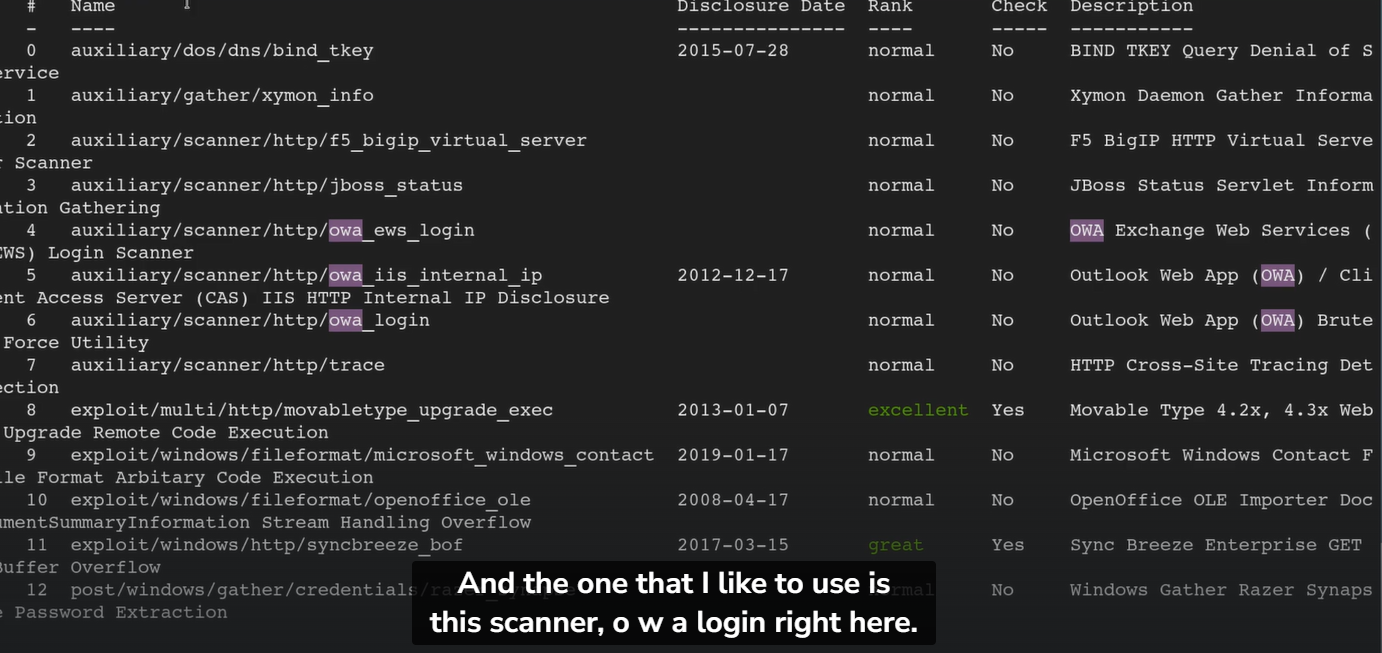 # Name Disclosure Date Rank Check Description
- ---- --------------- ---- ----- -----------
0 auxiliary/dos/dns/bind_tkey 2015-07-28 normal No BIND TKEY Query Denial of S
ervice
1 auxiliary/gather/xymon_info normal No Xymon Daemon Gather Informa
tion
2 auxiliary/scanner/http/f5_bigip_virtual_server normal No F5 BigIP HTTP Virtual Serve
r Scanner
3 auxiliary/scanner/http/jboss_status normal No JBoss Status Servlet Inform
ation Gathering
4 auxiliary/scanner/http/owa_ews_login normal No OWA Exchange Web Services (
EWS) Login Scanner
5 auxiliary/scanner/http/owa_iis_internal_ip 2012-12-17 normal No Outlook Web App (OWA) / Cli
ent Access Server (CAS) IIS HTTP Internal IP Disclosure
6 auxiliary/scanner/http/owa_login normal No Outlook Web App (OWA) Brute
Force Utility
7 auxiliary/scanner/http/trace normal No HTTP Cross-Site Tracing Det
ection
8 exploit/multi/http/movabletype_upgrade_exec 2013-01-07 excellent Yes Movable Type 4.2x, 4.3x Web
Upgrade Remote Code Execution
9 exploit/windows/fileformat/microsoft_windows_contact 2019-01-17 normal No Microsoft Windows Contact F
ile Format Arbitary Code Execution
10 exploit/windows/fileformat/openoffice_ole 2008-04-17 normal No OpenOffice OLE Importer Doc
umentSummaryInformation Stream Handling Overflow
11 exploit/windows/http/syncbreeze_bof 2017-03-15 great Yes Sync Breeze Enterprise GET
Buffer Overflow
12 post/windows/gather/credentials/ normal No Windows Gather Razer Synaps
e Password Extraction
And the one that I like to use is
this scanner, o w a login right here.